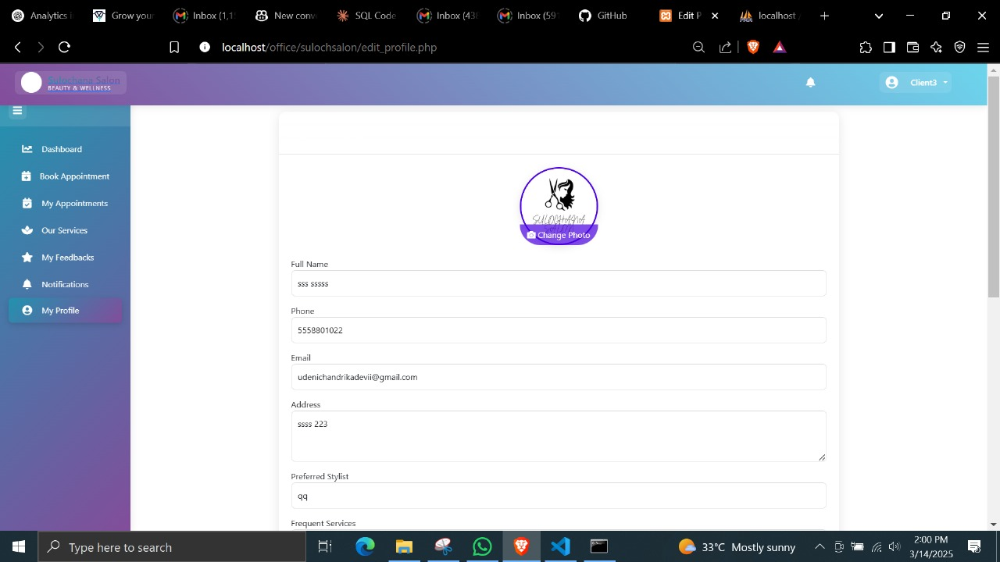 Analytics i
Grow your
Inbox (1,1
New conv
SQL Code
Inbox (438
Inbox (591
GitHub
Edit P
localhost /
localhost/office/sulochsalon/edit_profile.php
Sulochana Salon
BEAUTY & WELLNESS
Client3
Dashboard
Book Appointment
My Appointments
Our Services
My Feedbacks
Notifications
My Profile
SULOCHANA
Change Photo
Full Name
sss sssss
Phone
5558801022
Email
udenichandrikadevii@gmail.com
Address
ssss 223
Preferred Stylist
qq
Frequent Services
Type here to search
33°C Mostly sunny
2:00 PM
3/14/2025